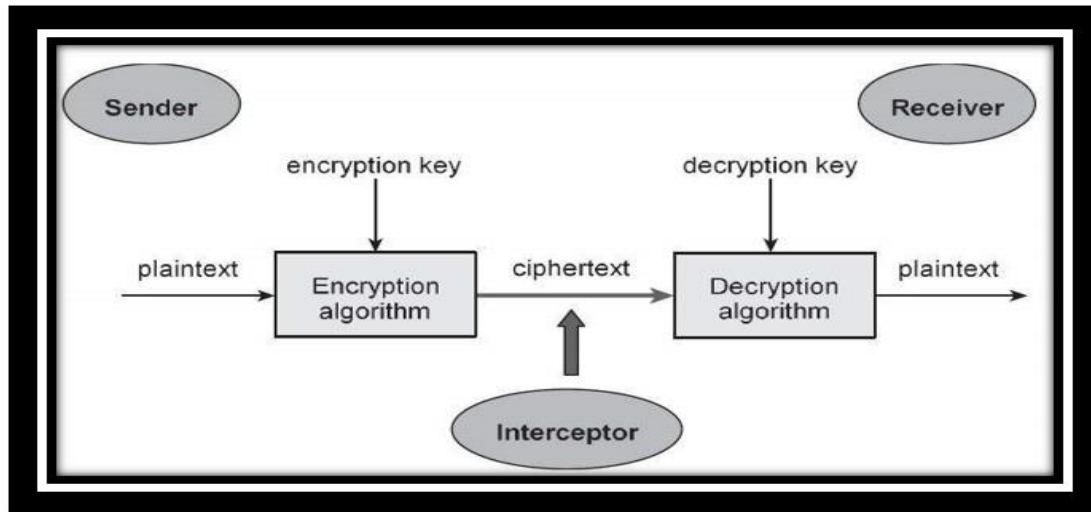 Sender
Receiver
encryption key
decryption key
plaintext
Encryption
algorithm
ciphertext
Decryption
algorithm
plaintext
Interceptor